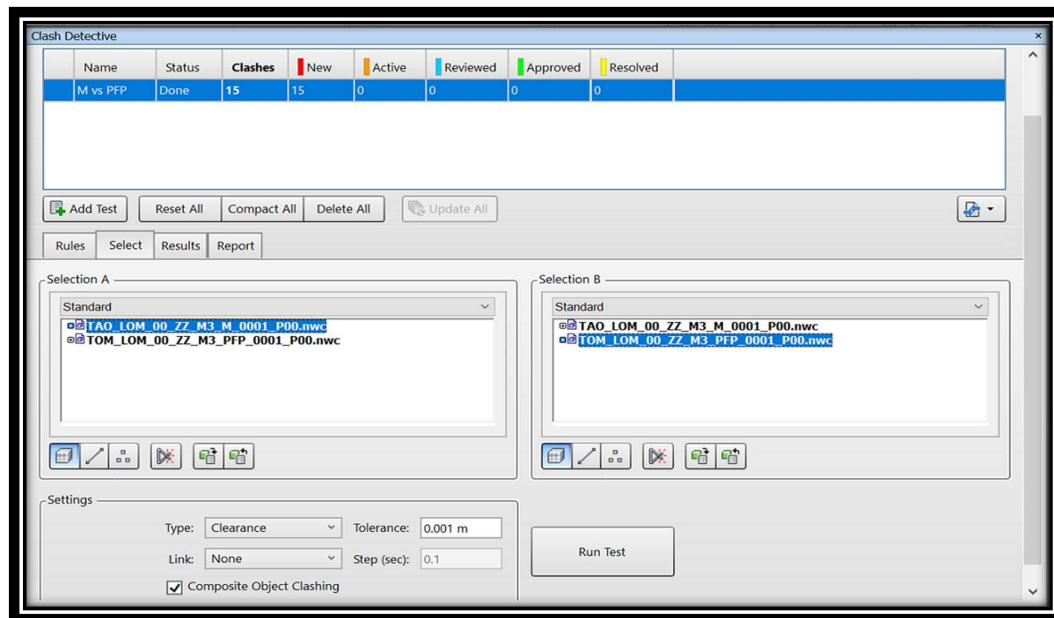 Clash Detective ×
Name Status Clashes New Active Reviewed Approved Resolved
M vs PFP Done 15 15 0 0 0 0
Add Test Reset All Compact All Delete All Update All
Rules Select Results Report
Selection A
Standard
TAO_LOM_00_ZZ_M3_M_0001_P00.nwc
TOM_LOM_00_ZZ_M3_PFP_0001_P00.nwc
Selection B
Standard
TAO_LOM_00_ZZ_M3_M_0001_P00.nwc
TOM_LOM_00_ZZ_M3_PFP_0001_P00.nwc
Settings
Type: Clearance Tolerance: 0.001 m
Link: None Step (sec): 0.1
Composite Object Clashing
Run Test